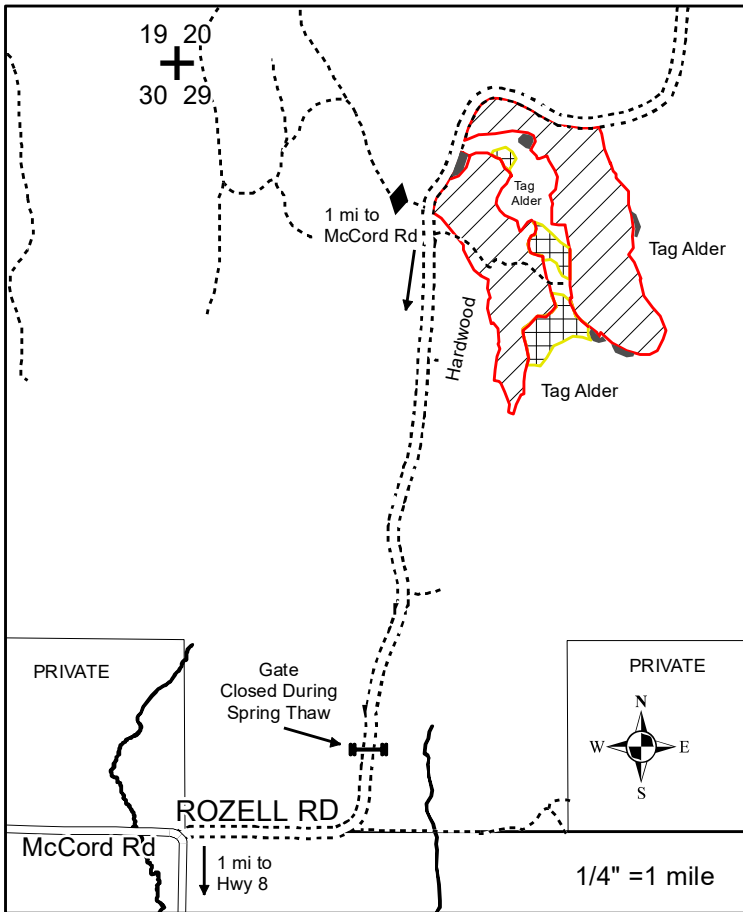 19 20
30 29
Tag
Alder
1 mi to
McCord Rd
Tag Alder
Hardwood
Tag Alder
PRIVATE
Gate
Closed During
Spring Thaw
PRIVATE
N
W E
S
ROZELL RD
McCord Rd
1 mi to
Hwy 8
1/4" =1 mile